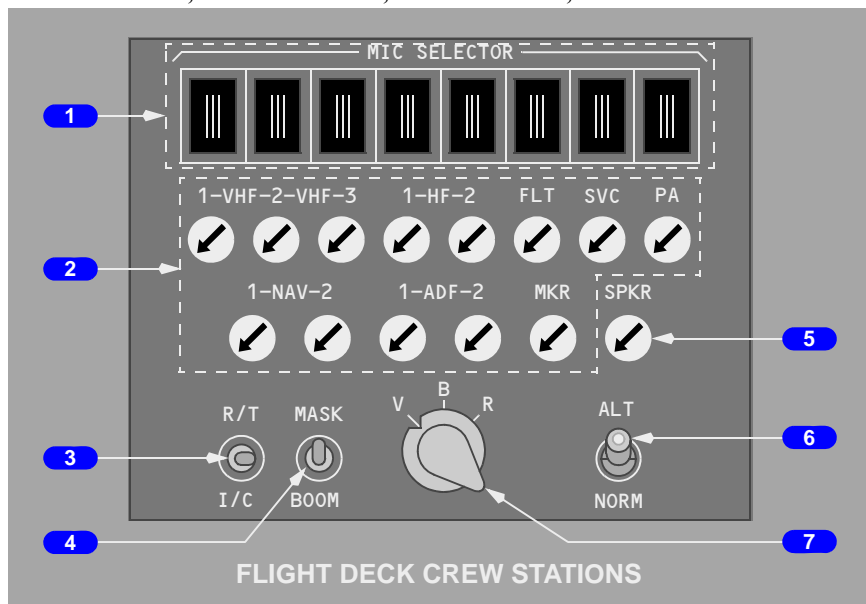 MIC SELECTOR
1
1-VHF-2-VHF-3 1-HF-2 FLT SVC PA
2
1-NAV-2 1-ADF-2 MKR SPKR
5
V B R
R/T MASK ALT
6
3
I/C BOOM NORM
4
7
FLIGHT DECK CREW STATIONS